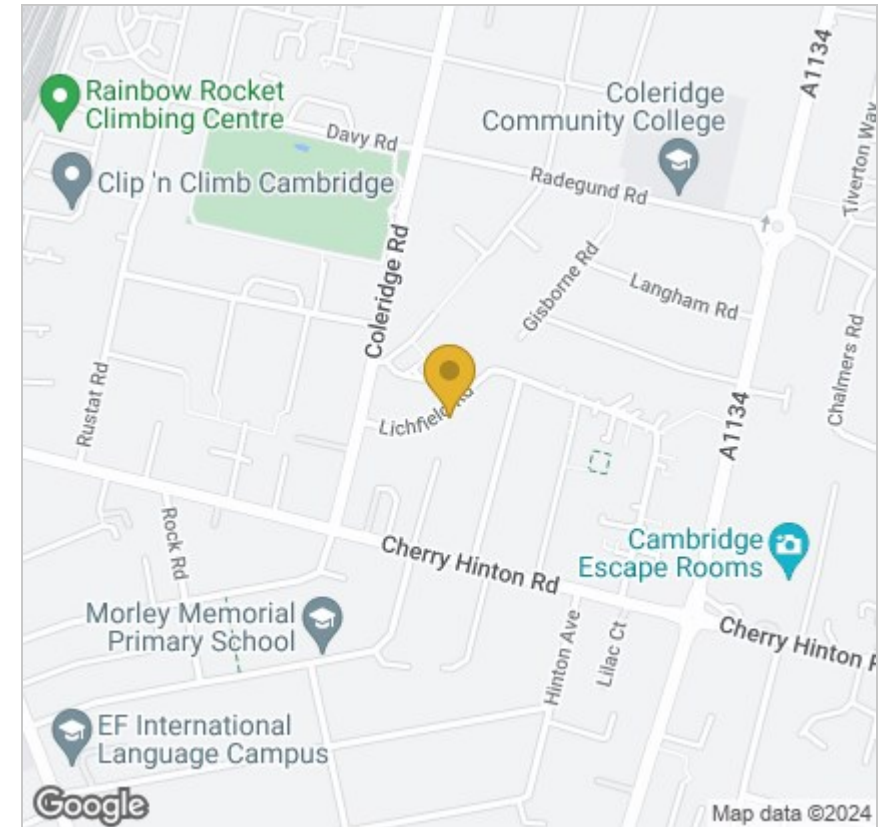 Rainbow Rocket
Climbing Centre
Clip 'n Climb Cambridge
Davy Rd
Coleridge
Community College
A1134
Tiverton Way
Radegund Rd
Gisborne Rd
Langham Rd
Chalmers Rd
Coleridge Rd
Rustat Rd
Lichfield Rd
A1134
Rock Rd
Cherry Hinton Rd
Cambridge
Escape Rooms
Morley Memorial
Primary School
Hinton Ave
Lilac Ct
Cherry Hinton R
EF International
Language Campus
Google
Map data ©2024